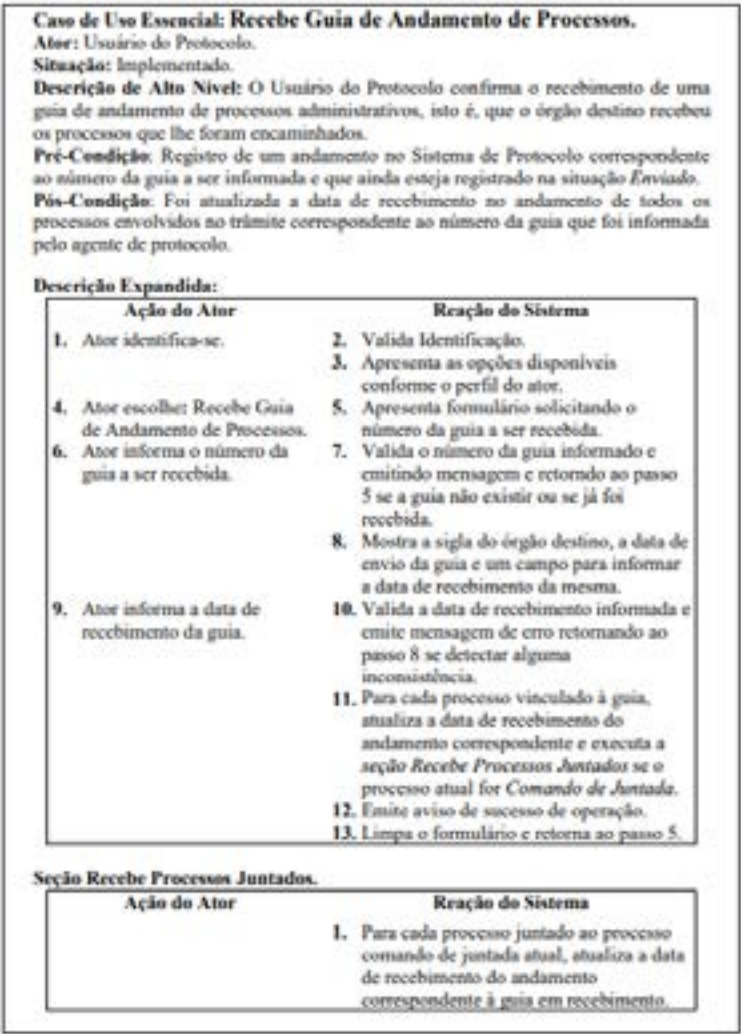 Caso de Uso Essencial: Recebe Guia de Andamento de Processos.
Ator: Usuário do Protocolo.
Situação: Implementado.
Descrição de Alto Nível: O Usuário do Protocolo confirma o recebimento de uma
guia de andamento de processos administrativos, isto é, que o órgão destino recebeu
os processos que lhe foram encaminhados.
Pré-Condição: Registro de um andamento no Sistema de Protocolo correspondente
ao número da guia a ser informada e que ainda esteja registrado na situação Enviado.
Pós-Condição: Foi atualizada a data de recebimento no andamento de todos os
processos envolvidos no trâmite correspondente ao número da guia que foi informada
pelo agente de protocolo.
Descrição Expandida:
Ação do Ator
1. Ator identifica-se.
4. Ator escolhe: Recebe Guia
de Andamento de Processos.
6. Ator informa o número da
guia a ser recebida.
9. Ator informa a data de
recebimento da guia.
Reação do Sistema
2. Valida Identificação.
3. Apresenta as opções disponíveis
conforme o perfil do ator.
5. Apresenta formulário solicitando o
número da guia a ser recebida.
7. Valida o número da guia informado e
emitindo mensagem e retorndo ao passo
5 se a guia não existir ou se já foi
recebida.
8. Mostra a sigla do órgão destino, a data de
envio da guia e um campo para informar
a data de recebimento da mesma.
10. Valida a data de recebimento informada e
emite mensagem de erro retornando ao
passo 8 se detectar alguma
inconsistência.
11. Para cada processo vinculado à guia,
atualiza a data de recebimento do
andamento correspondente e executa a
seção Recebe Processos Juntados se o
processo atual for Comando de Juntada.
12. Emite aviso de sucesso de operação.
13. Limpa o formulário e retorna ao passo 5.
Seção Recebe Processos Juntados.
Ação do Ator
Reação do Sistema
1. Para cada processo juntado ao processo
comando de juntada atual, atualiza a data
de recebimento do andamento
correspondente à guia em recebimento.